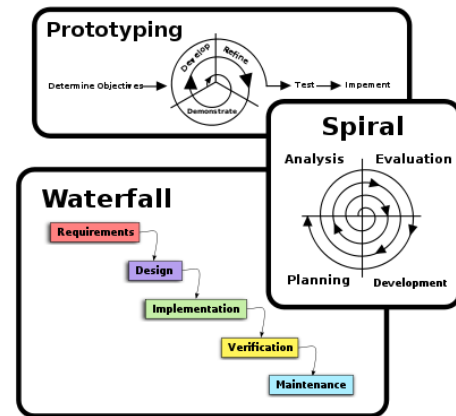 Prototyping
Develop
Refine
Demonstrate
Determine Objectives
Test
Impement
Spiral
Analysis
Evaluation
Planning
Development
Waterfall
Requirements
Design
Implementation
Verification
Maintenance